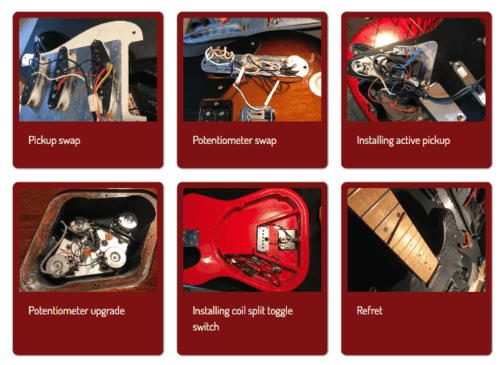 Pickup swap
Potentiometer swap
Installing active pickup
Potentiometer upgrade
Installing coil split toggle
switch
Refret